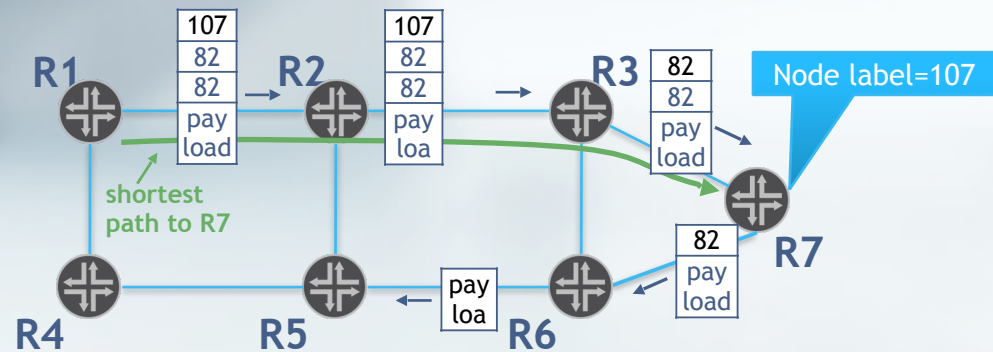 107
82
82
pay
load
107
82
82
pay
loa
R1
R2
R3
82
82
pay
load
Node label=107
shortest
path to R7
82
pay
load
R7
pay
loa
R4
R5
R6